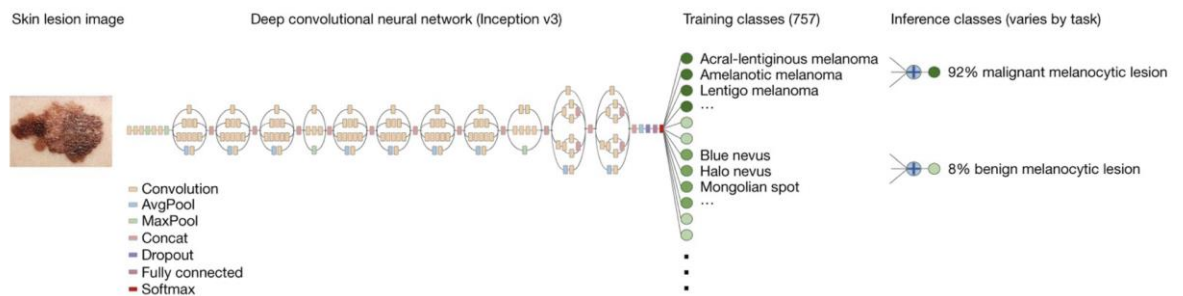 Skin lesion image
Deep convolutional neural network (Inception v3)
Training classes (757)
Inference classes (varies by task)
Acral-lentiginous melanoma
Amelanotic melanoma
Lentigo melanoma
...
92% malignant melanocytic lesion
Blue nevus
Halo nevus
Mongolian spot
...
8% benign melanocytic lesion
Convolution
AvgPool
MaxPool
Concat
Dropout
Fully connected
Softmax